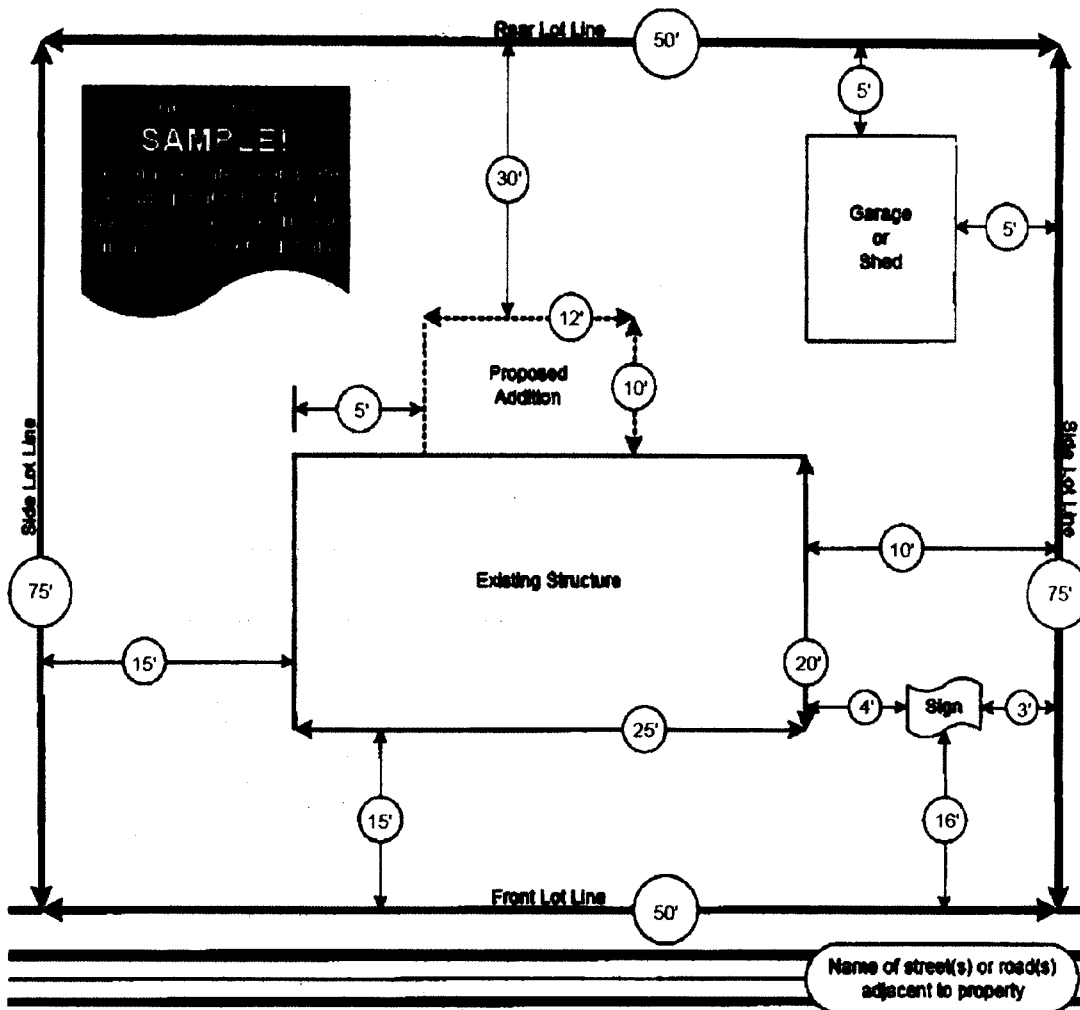 Rear Lot Line
50'
SAMPLE!
5'
30'
Garage
or
Shed
5'
12'
Proposed
Addition
10'
5'
Side Lot Line
Side Lot Line
10'
Existing Structure
75'
75'
15'
20'
4'
Sign
3'
25'
15'
16'
Front Lot Line
50'
Name of street(s) or road(s)
adjacent to property